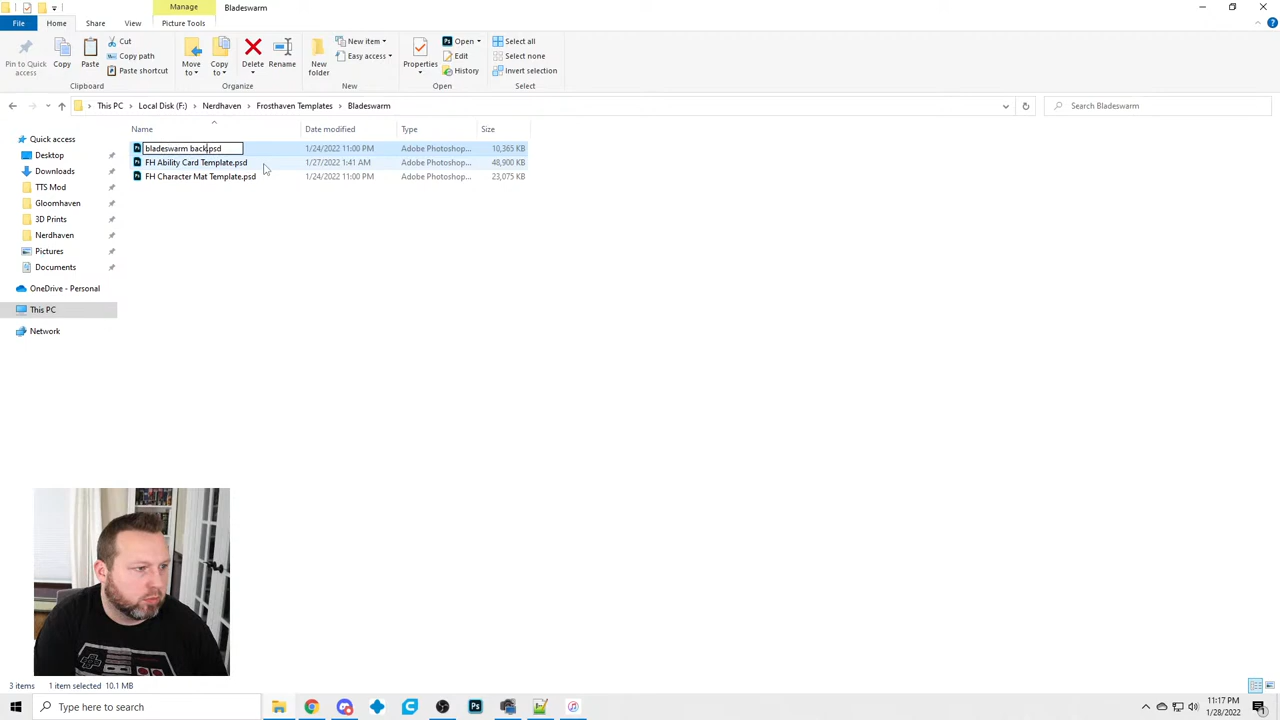 Manage
Bladeswarm
File
Home
Share
View
Picture Tools
Pin to Quick access
Copy
Paste
Cut
Copy path
Paste shortcut
Clipboard
Move to
Copy to
Delete
Rename
Organize
New folder
New item
Easy access
New
Properties
Open
Edit
History
Open
Select all
Select none
Invert selection
Select
This PC
Local Disk (F:)
Nerdhaven
Frosthaven Templates
Bladeswarm
Search Bladeswarm
Name
Date modified
Type
Size
bladeswarm back.psd 1/24/2022 11:00 PM Adobe Photoshop... 10,365 KB
FH Ability Card Template.psd 1/27/2022 1:41 AM Adobe Photoshop... 48,900 KB
FH Character Mat Template.psd 1/24/2022 11:00 PM Adobe Photoshop... 23,075 KB
Quick access
Desktop
Downloads
TTS Mod
Gloomhaven
3D Prints
Nerdhaven
Pictures
Documents
OneDrive - Personal
This PC
Network
3 items 1 item selected 10.1 MB
Type here to search
Ps
11:17 PM
1/28/2022